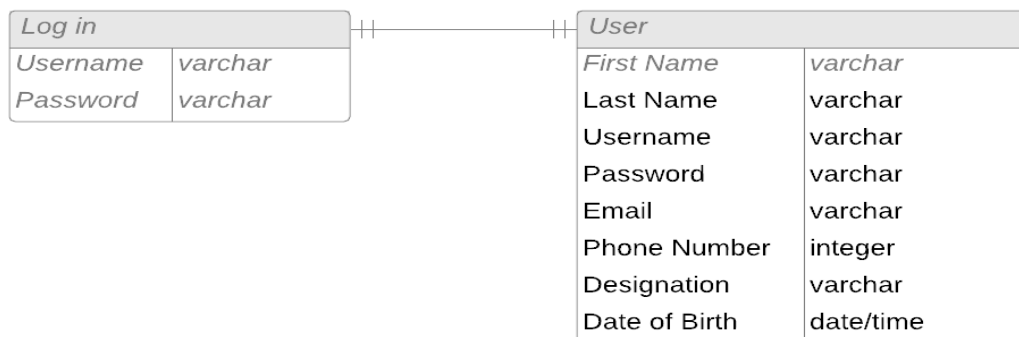 Log in
Username varchar
Password varchar
User
First Name varchar
Last Name varchar
Username varchar
Password varchar
Email varchar
Phone Number integer
Designation varchar
Date of Birth date/time